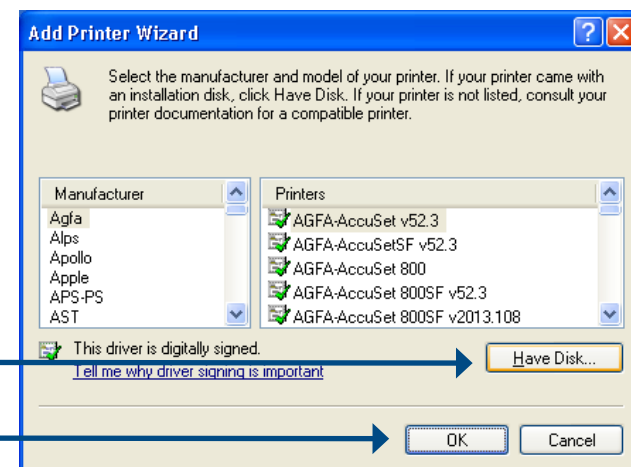 Add Printer Wizard
Select the manufacturer and model of your printer. If your printer came with
an installation disk, click Have Disk. If your printer is not listed, consult your
printer documentation for a compatible printer.
Manufacturer
Agfa
Alps
Apollo
Apple
APS-PS
AST
Printers
AGFA-AccuSet v52.3
AGFA-AccuSetSF v52.3
AGFA-AccuSet 800
AGFA-AccuSet 800SF v52.3
AGFA-AccuSet 800SF v2013.108
This driver is digitally signed.
Tell me why driver signing is important
Have Disk...
OK
Cancel